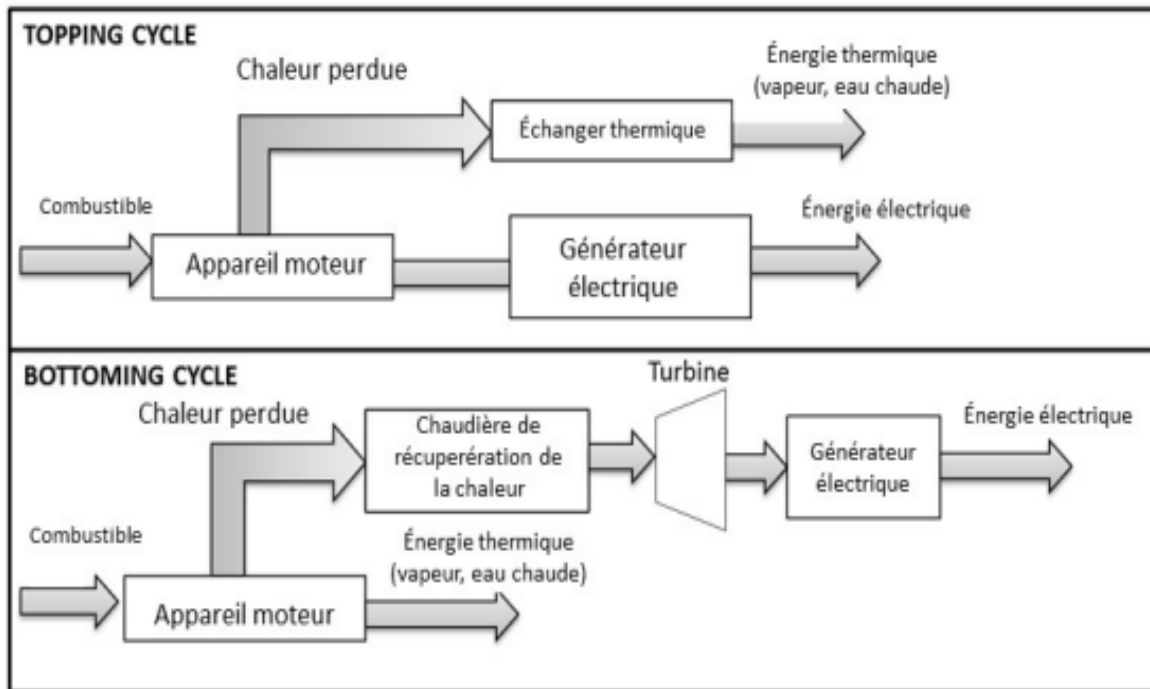 TOPPING CYCLE
Chaleur perdue
Énergie thermique
(vapeur, eau chaude)
Échanger thermique
Combustible
Énergie électrique
Appareil moteur
Générateur
électrique
BOTTOMING CYCLE
Turbine
Chaleur perdue
Énergie électrique
Chaudière de
récuperération de
la chaleur
Générateur
électrique
Combustible
Énergie thermique
(vapeur, eau chaude)
Appareil moteur